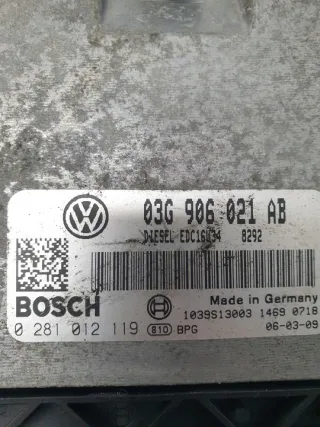 03G 906 021 AB
DIESEL EDC16U34 8292
BOSCH
Made in Germany
1039S13003 1469 0718
0 281 012 119 810 BPG 06-03-09